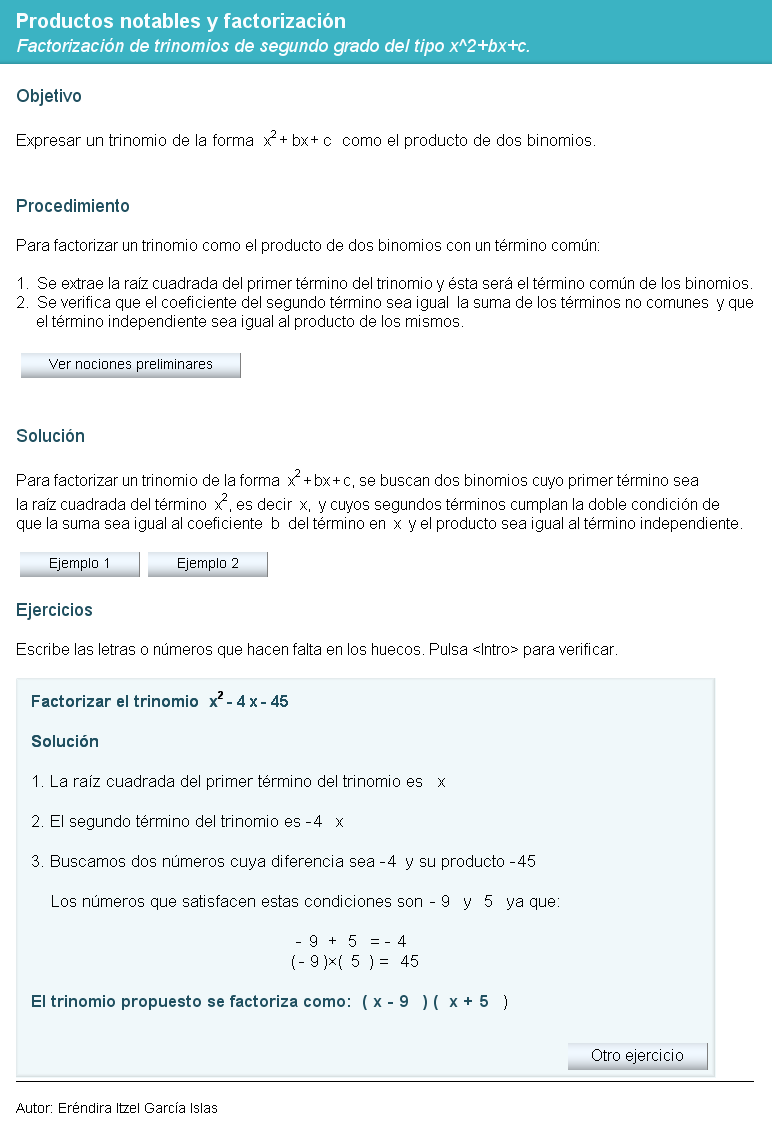 Productos notables y factorización
Factorización de trinomios de segundo grado del tipo x^2+bx+c.
Objetivo
Expresar un trinomio de la forma x² + bx + c como el producto de dos binomios.
Procedimiento
Para factorizar un trinomio como el producto de dos binomios con un término común:
1. Se extrae la raíz cuadrada del primer término del trinomio y ésta será el término común de los binomios.
2. Se verifica que el coeficiente del segundo término sea igual la suma de los términos no comunes y que
el término independiente sea igual al producto de los mismos.
Ver nociones preliminares
Solución
Para factorizar un trinomio de la forma x² + bx + c, se buscan dos binomios cuyo primer término sea
la raíz cuadrada del término x², es decir x, y cuyos segundos términos cumplan la doble condición de
que la suma sea igual al coeficiente b del término en x y el producto sea igual al término independiente.
Ejemplo 1 Ejemplo 2
Ejercicios
Escribe las letras o números que hacen falta en los huecos. Pulsa <Intro> para verificar.
Factorizar el trinomio x² - 4 x - 45
Solución
1. La raíz cuadrada del primer término del trinomio es x
2. El segundo término del trinomio es -4 x
3. Buscamos dos números cuya diferencia sea -4 y su producto -45
Los números que satisfacen estas condiciones son - 9 y 5 ya que:
- 9 + 5 = - 4
( - 9 )×( 5 ) = 45
El trinomio propuesto se factoriza como: ( x - 9 ) ( x + 5 )
Otro ejercicio
Autor: Eréndira Itzel García Islas